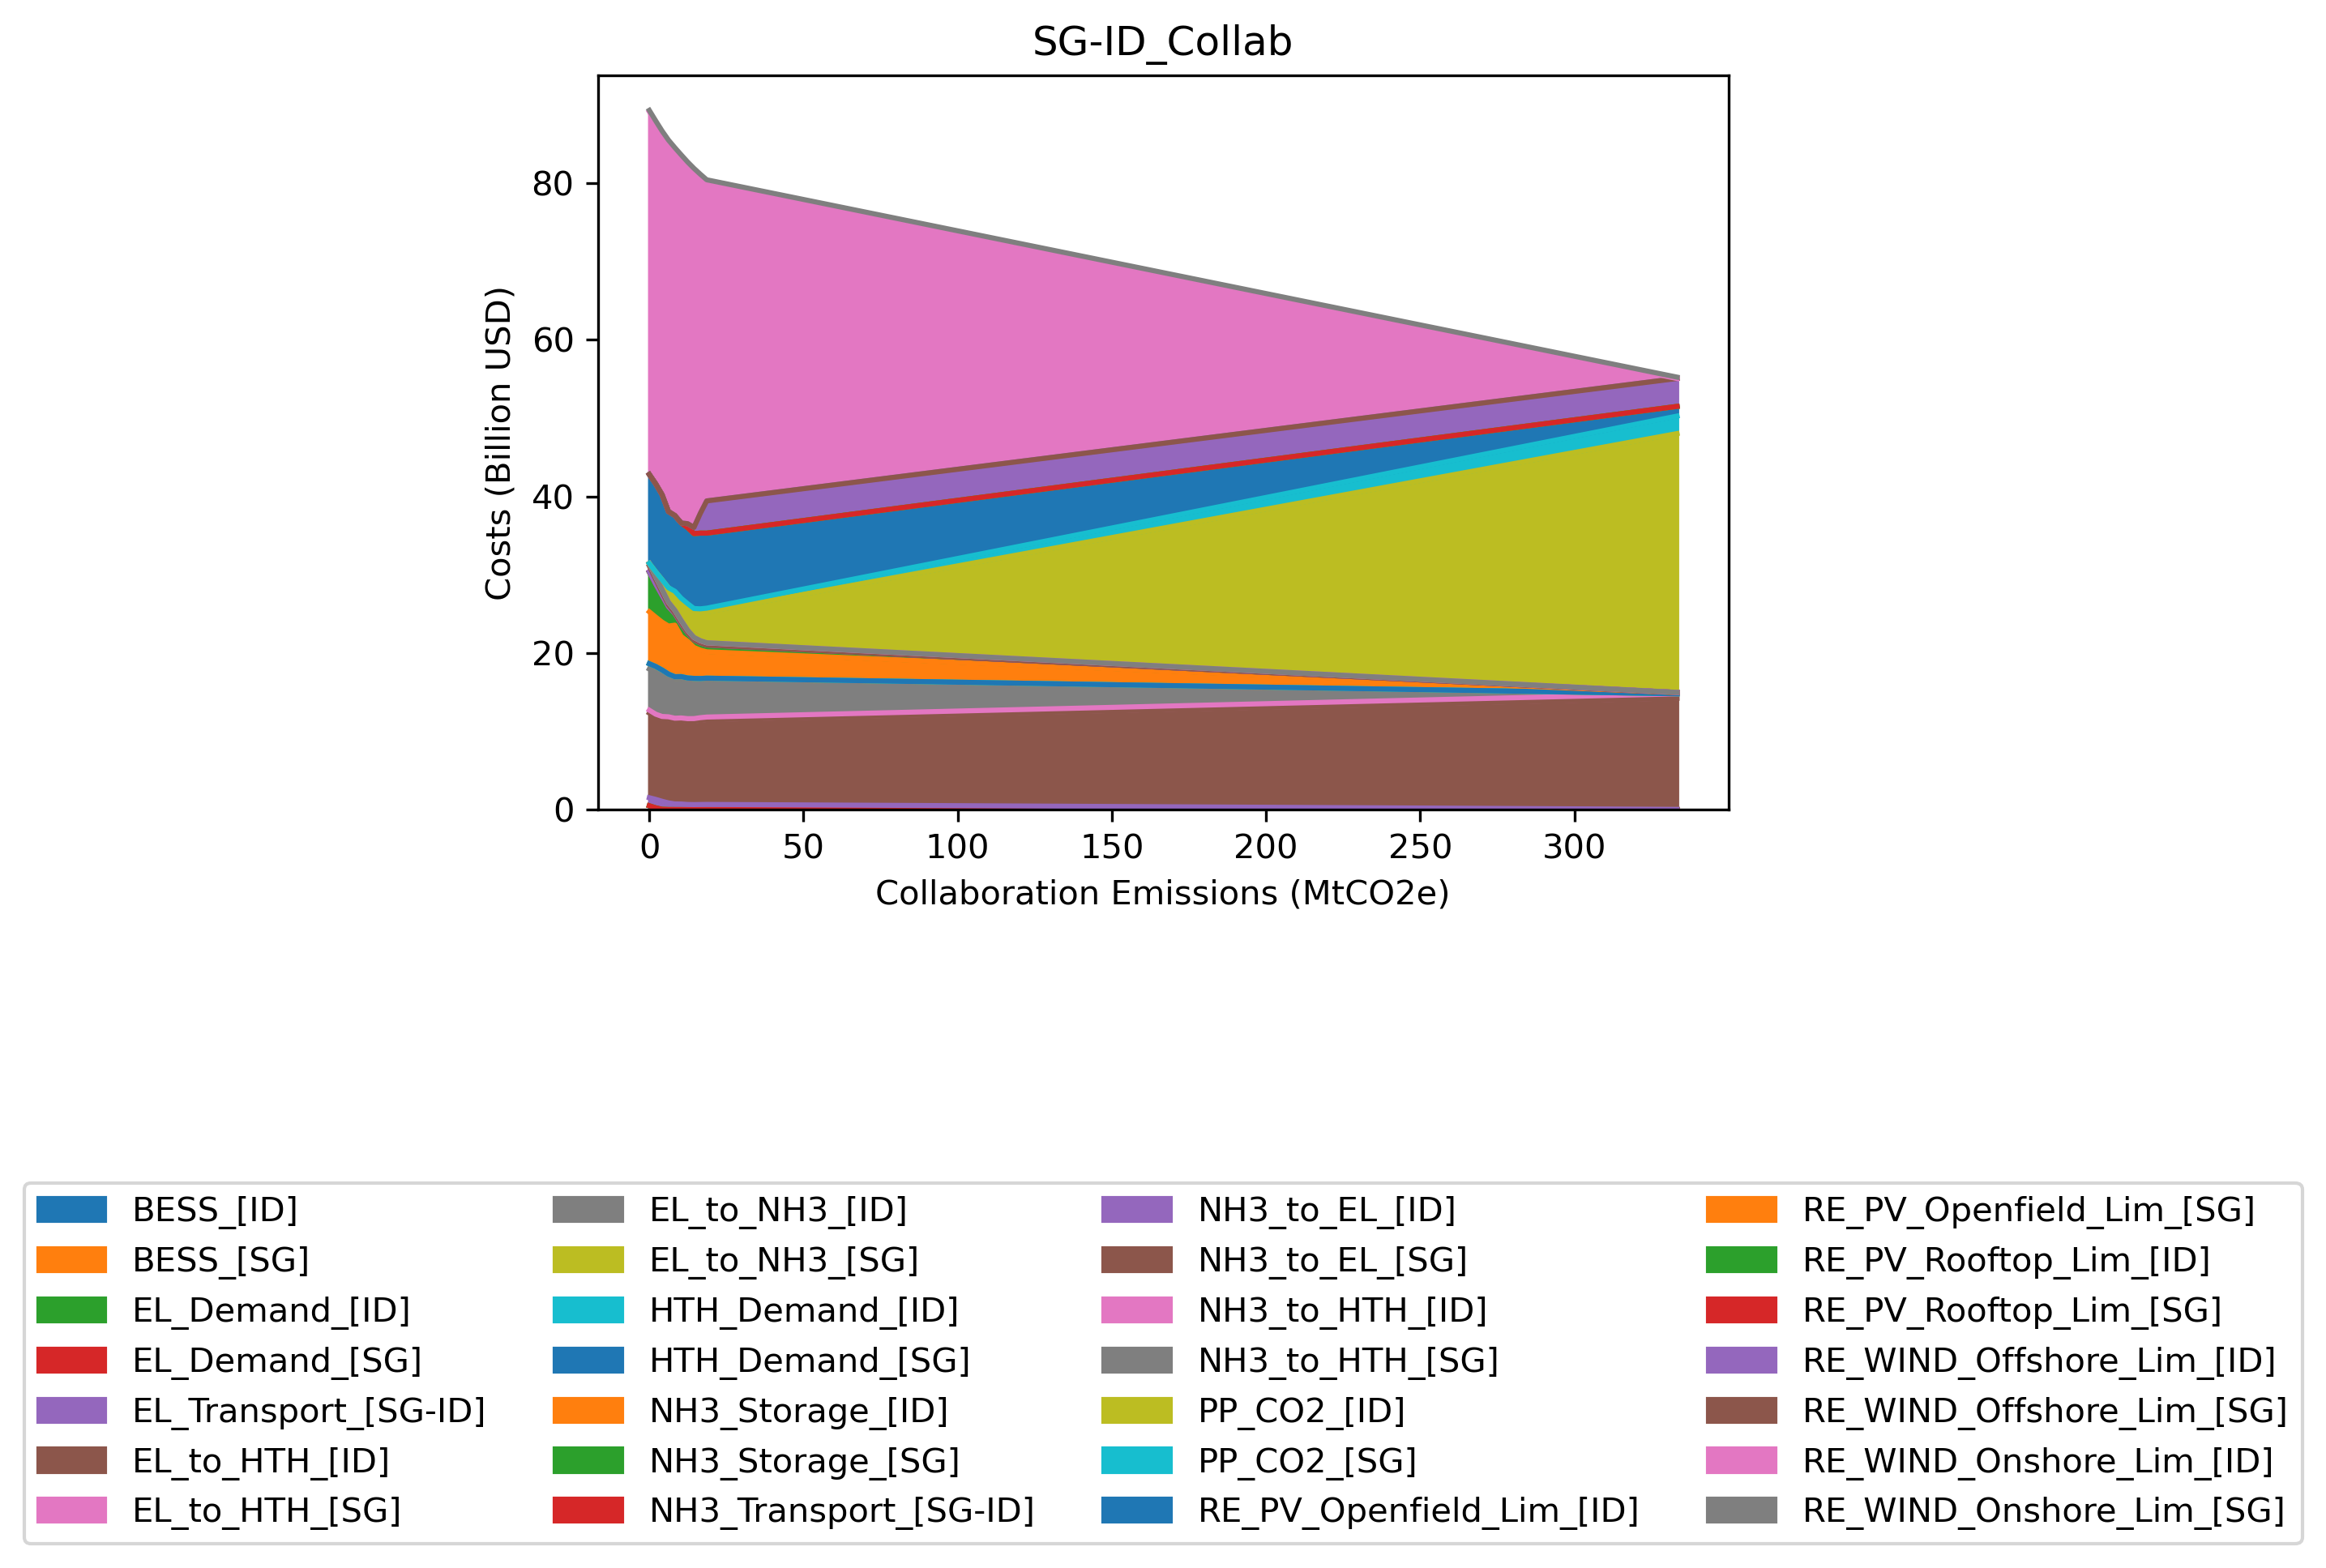 SG-ID_Collab
Costs (Billion USD)
80
60
40
20
0
0 50 100 150 200 250 300
Collaboration Emissions (MtCO2e)
BESS_[ID]
BESS_[SG]
EL_Demand_[ID]
EL_Demand_[SG]
EL_Transport_[SG-ID]
EL_to_HTH_[ID]
EL_to_HTH_[SG]
EL_to_NH3_[ID]
EL_to_NH3_[SG]
HTH_Demand_[ID]
HTH_Demand_[SG]
NH3_Storage_[ID]
NH3_Storage_[SG]
NH3_Transport_[SG-ID]
NH3_to_EL_[ID]
NH3_to_EL_[SG]
NH3_to_HTH_[ID]
NH3_to_HTH_[SG]
PP_CO2_[ID]
PP_CO2_[SG]
RE_PV_Openfield_Lim_[ID]
RE_PV_Openfield_Lim_[SG]
RE_PV_Rooftop_Lim_[ID]
RE_PV_Rooftop_Lim_[SG]
RE_WIND_Offshore_Lim_[ID]
RE_WIND_Offshore_Lim_[SG]
RE_WIND_Onshore_Lim_[ID]
RE_WIND_Onshore_Lim_[SG]